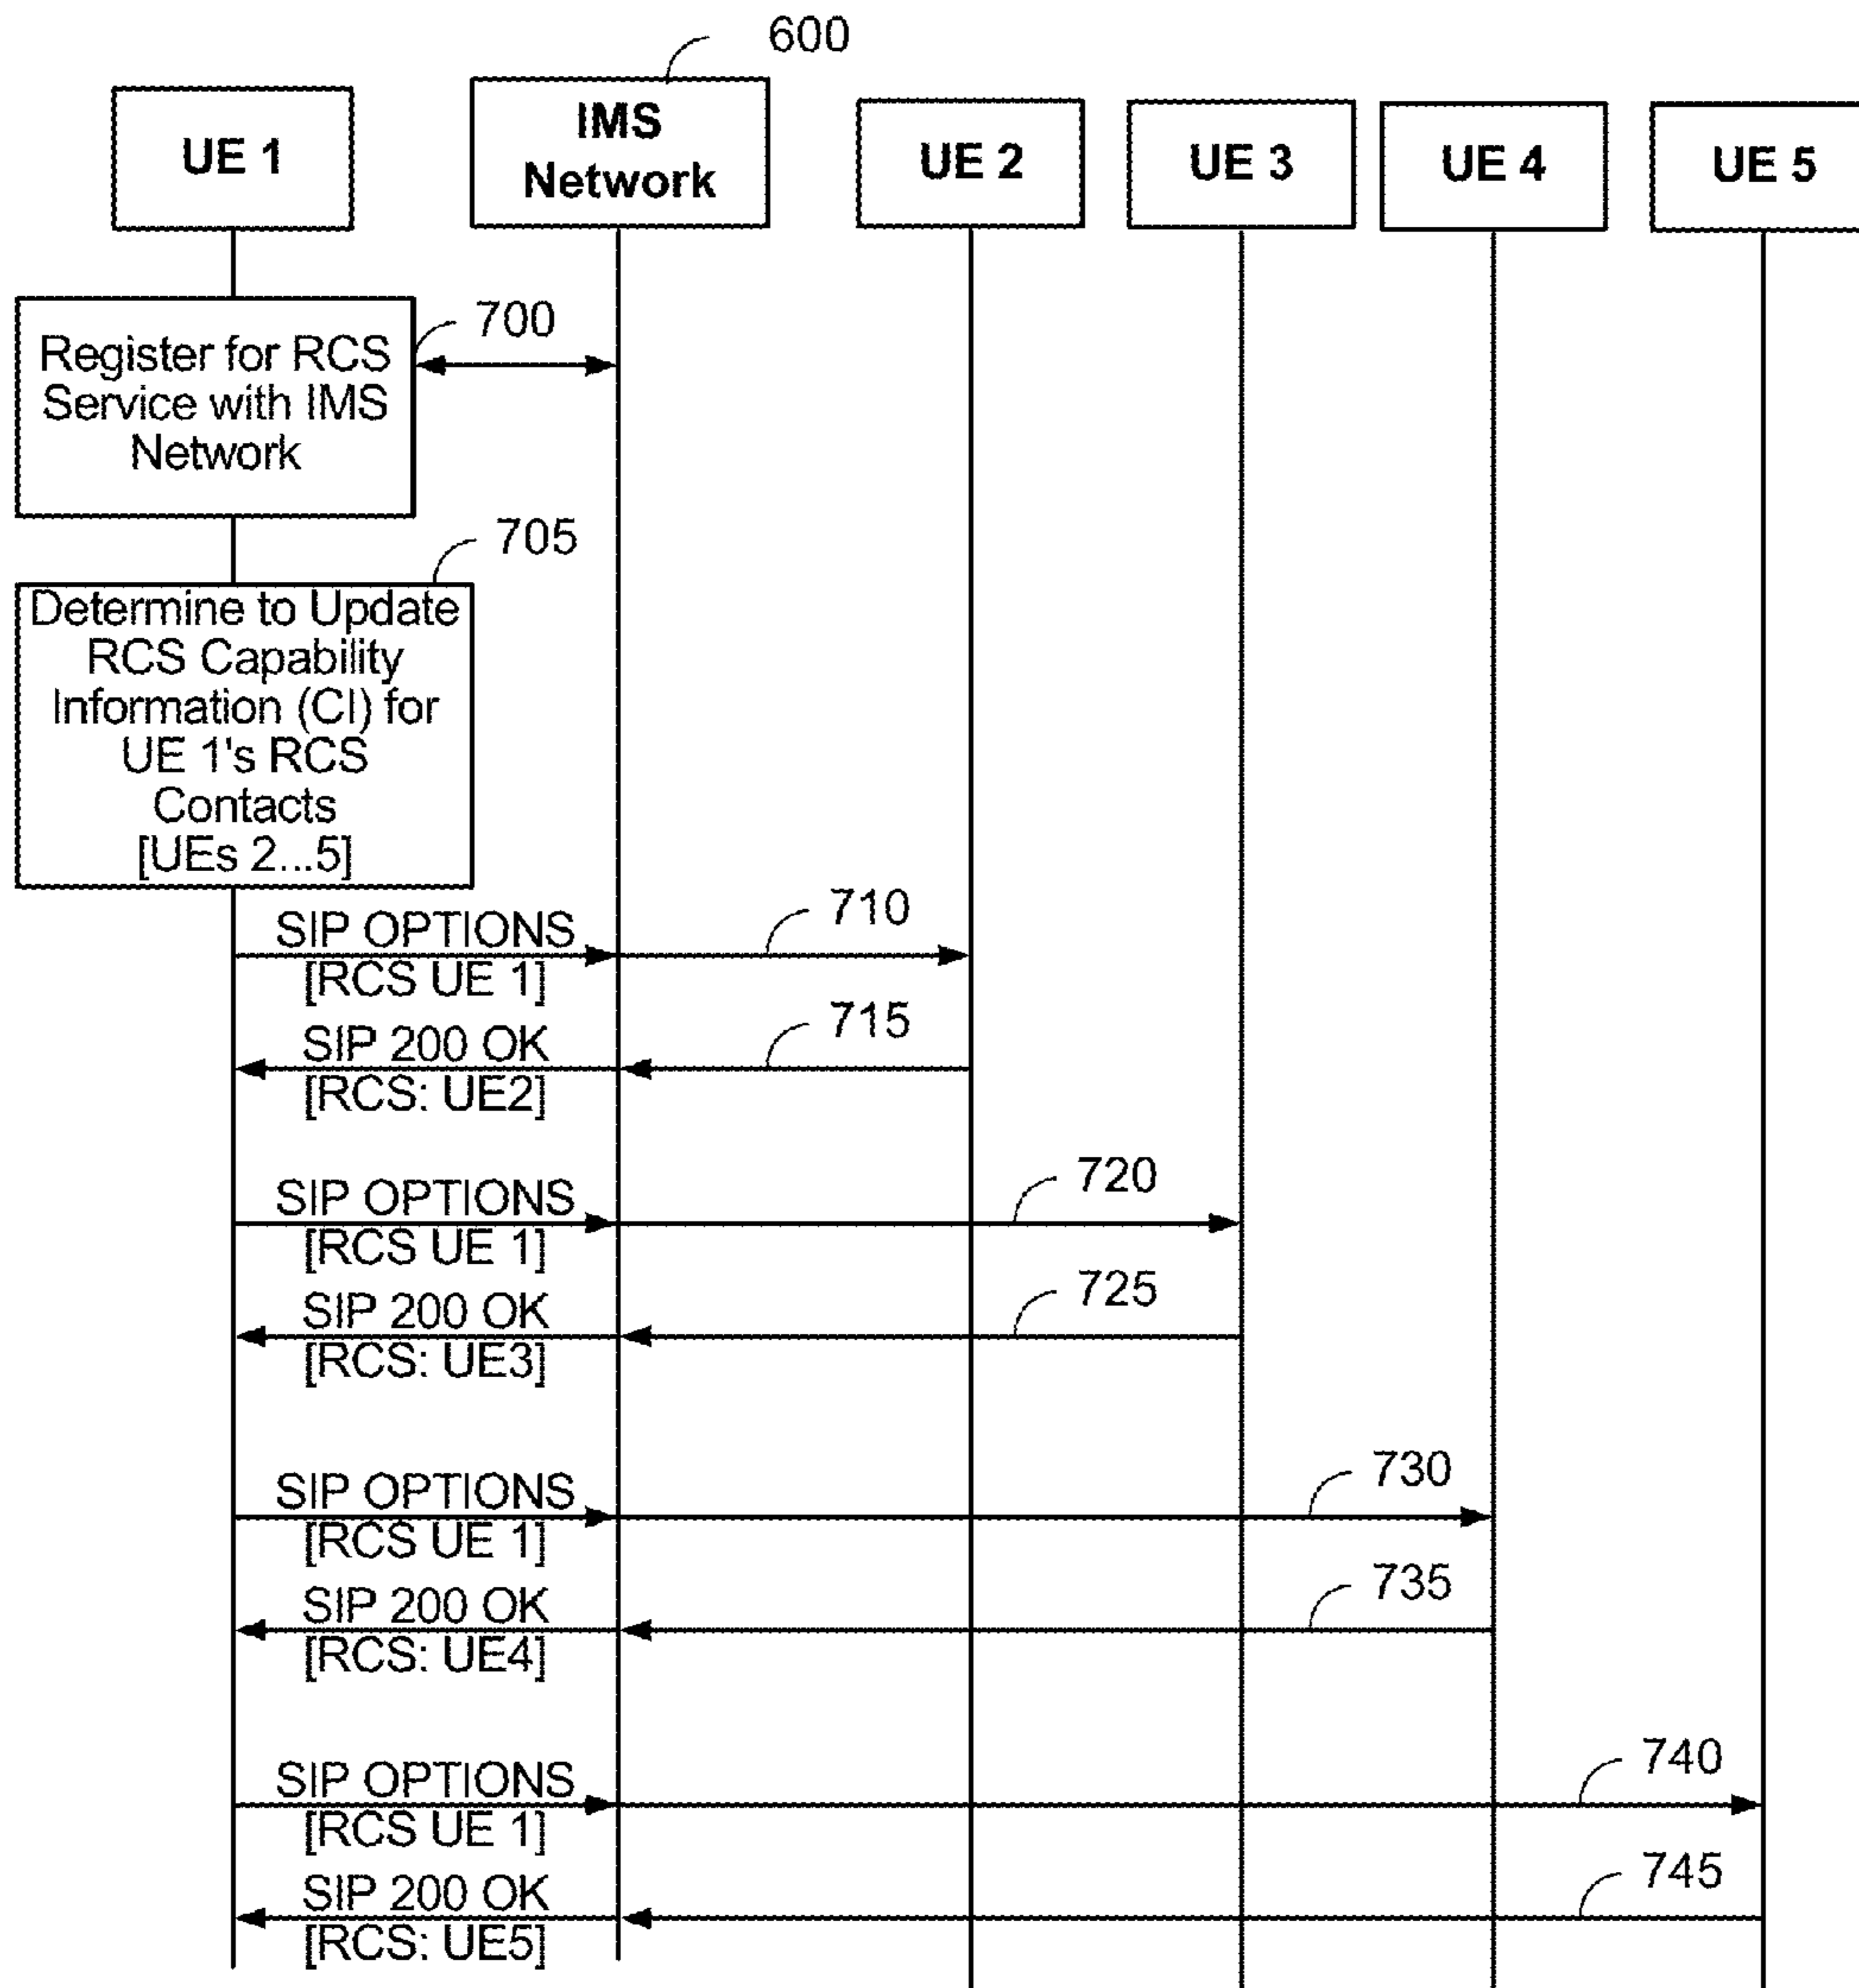 600
UE 1
IMS
Network
UE 2
UE 3
UE 4
UE 5
700
Register for RCS
Service with IMS
Network
705
Determine to Update
RCS Capability
Information (CI) for
UE 1's RCS
Contacts
[UEs 2...5]
SIP OPTIONS
710
[RCS UE 1]
SIP 200 OK
715
[RCS: UE2]
SIP OPTIONS
720
[RCS UE 1]
SIP 200 OK
725
[RCS: UE3]
SIP OPTIONS
730
[RCS UE 1]
SIP 200 OK
735
[RCS: UE4]
SIP OPTIONS
740
[RCS UE 1]
SIP 200 OK
745
[RCS: UE5]